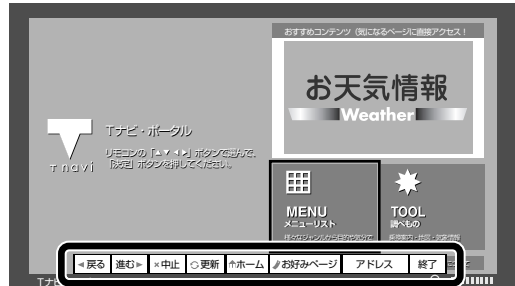 おすすめコンテンツ（気になるページに直接アクセス！
お天気情報
Weather
Tナビ・ポータル
リモコンの「▲▼◀▶」ボタンで選んで、
「決定」ボタンを押してください。
T navi
MENU
メニューリスト
TOOL
調べもの
◀戻る 進む▶ ×中止 更新 ホーム お好みページ アドレス 終了